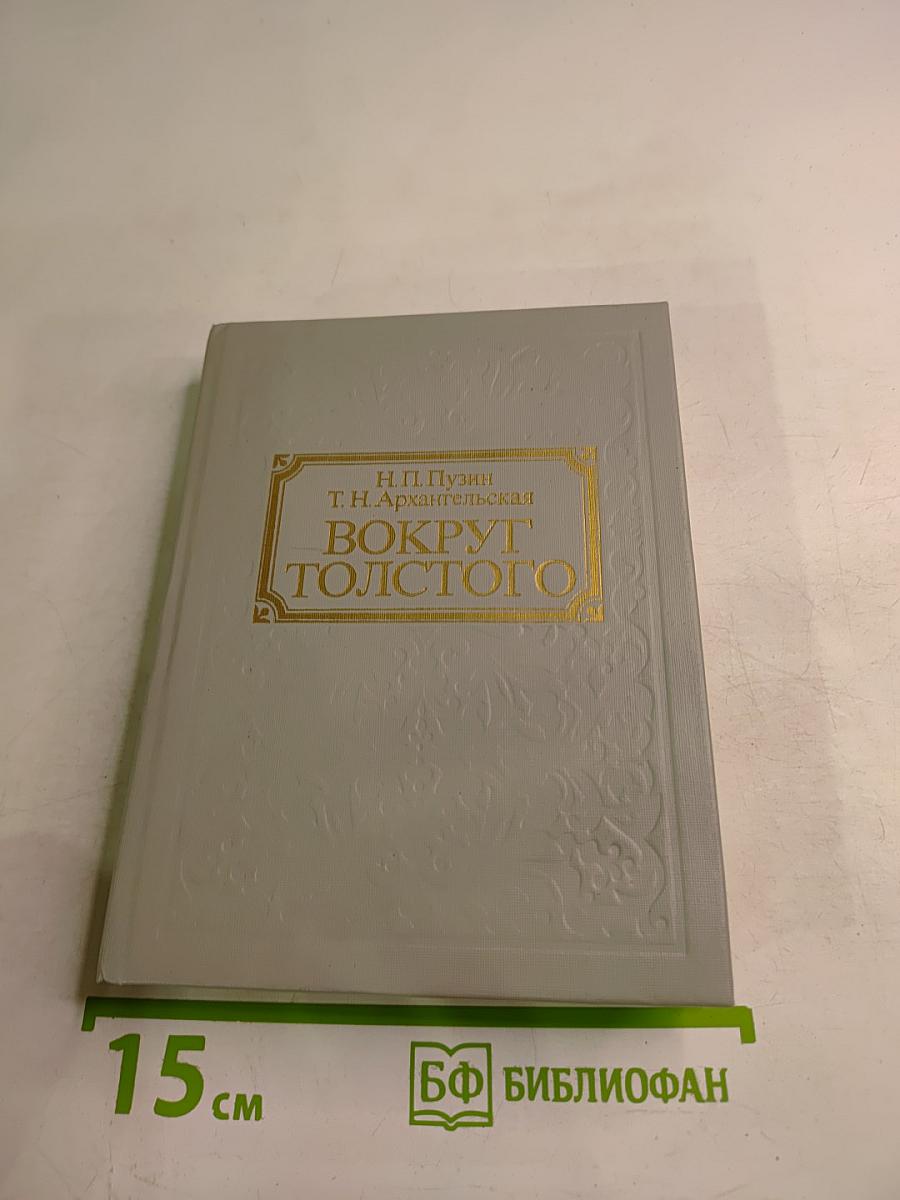 Н. П. Пузин
Т. Н. Архангельская
ВОКРУГ
ТОЛСТОГО
15 см
БФ БИБЛИОФАН